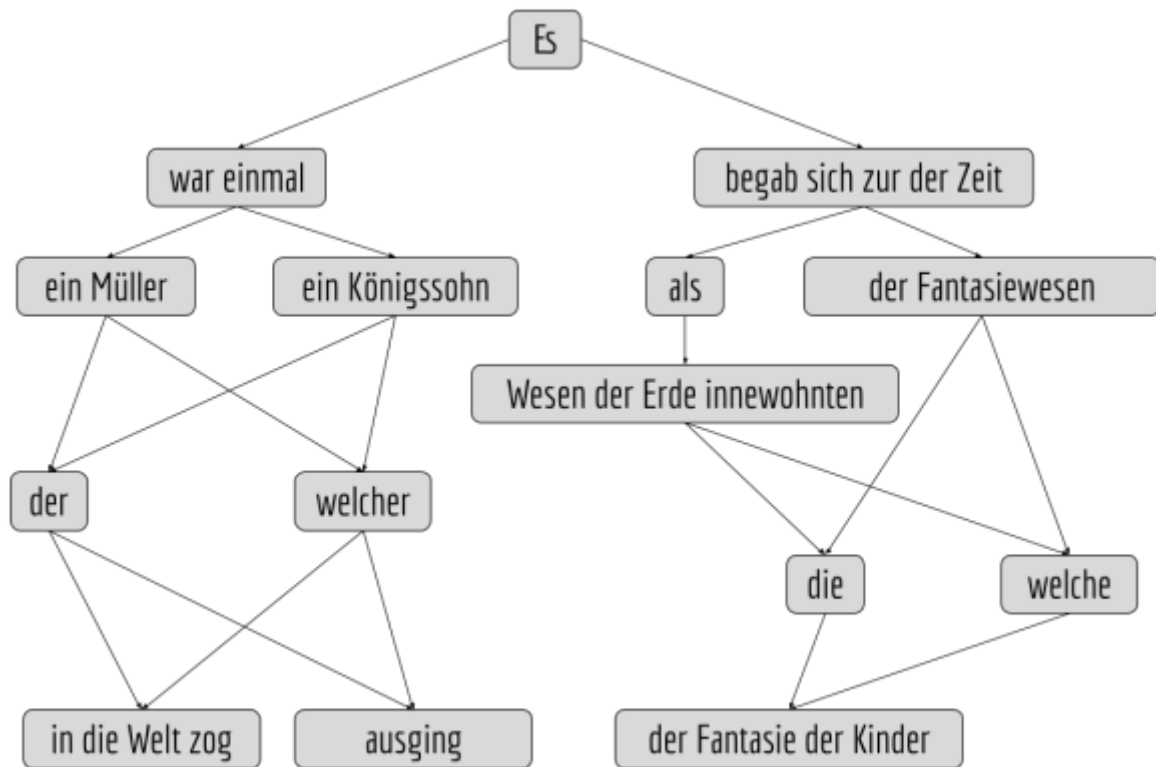 Es
war einmal
begab sich zur der Zeit
ein Müller
ein Königssohn
als
der Fantasiewesen
Wesen der Erde innewohnten
der
welcher
die
welche
in die Welt zog
ausging
der Fantasie der Kinder